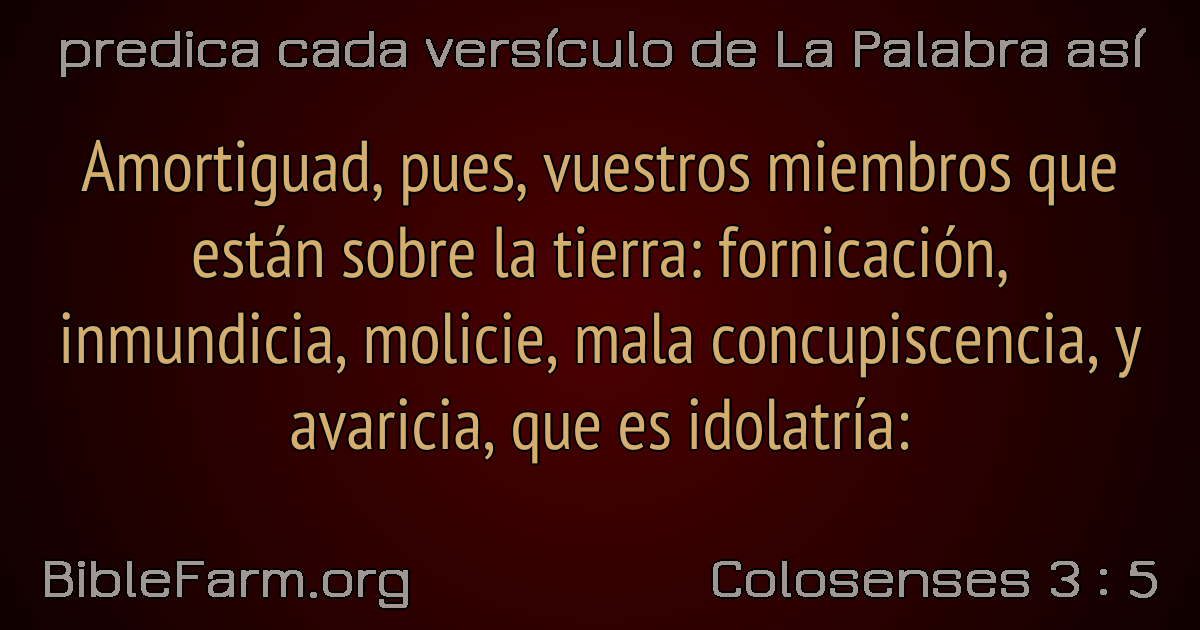 predica cada versículo de La Palabra así
Amortiguad, pues, vuestros miembros que
están sobre la tierra: fornicación,
inmundicia, molicie, mala concupiscencia, y
avaricia, que es idolatría:
BibleFarm.org
Colosenses 3 : 5